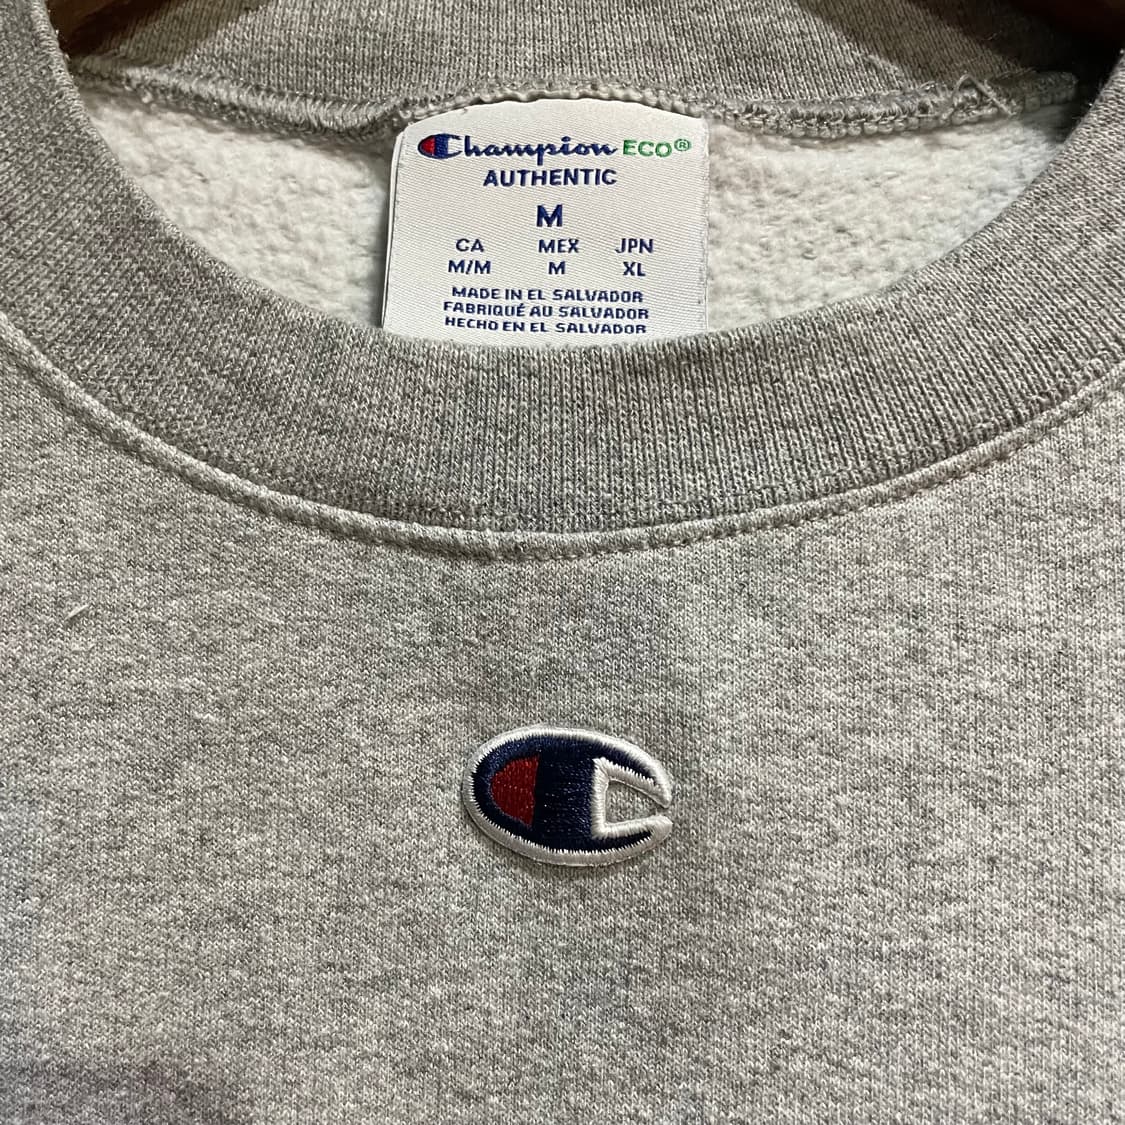 Champion ECO®
AUTHENTIC
M
CA MEX JPN
M/M M XL
MADE IN EL SALVADOR
FABRIQUÉ AU SALVADOR
HECHO EN EL SALVADOR